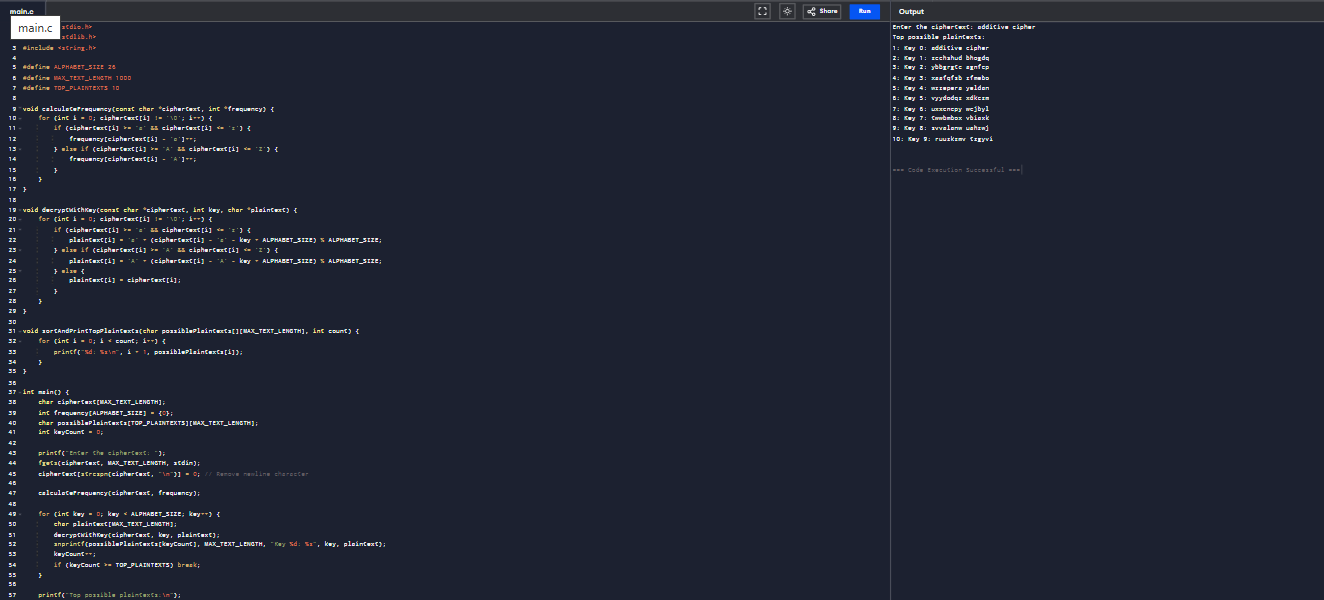 main.c
Share
Run
main.c
stdio.h>
stdlib.h>
3 #include <string.h>
4
5 #define ALPHABET_SIZE 26
6 #define MAX_TEXT_LENGTH 1000
7 #define TOP_PLAINTEXTS 10
8
9 void calculateFrequency(const char *ciphertext, int *frequency) {
10 for (int i = 0; ciphertext[i] != '\0'; i++) {
11 if (ciphertext[i] >= 'a' && ciphertext[i] <= 'z') {
12 frequency[ciphertext[i] - 'a']++;
13 } else if (ciphertext[i] >= 'A' && ciphertext[i] <= 'Z') {
14 frequency[ciphertext[i] - 'A']++;
15 }
16 }
17 }
18
19 void decryptWithKey(const char *ciphertext, int key, char *plaintext) {
20 for (int i = 0; ciphertext[i] != '\0'; i++) {
21 if (ciphertext[i] >= 'a' && ciphertext[i] <= 'z') {
22 plaintext[i] = 'a' + (ciphertext[i] - 'a' - key + ALPHABET_SIZE) % ALPHABET_SIZE;
23 } else if (ciphertext[i] >= 'A' && ciphertext[i] <= 'Z') {
24 plaintext[i] = 'A' + (ciphertext[i] - 'A' - key + ALPHABET_SIZE) % ALPHABET_SIZE;
25 } else {
26 plaintext[i] = ciphertext[i];
27 }
28 }
29 }
30
31 void sortAndPrintTopPlaintexts(char possiblePlaintexts[][MAX_TEXT_LENGTH], int count) {
32 for (int i = 0; i < count; i++) {
33 printf("%d: %s\n", i + 1, possiblePlaintexts[i]);
34 }
35 }
36
37 int main() {
38 char ciphertext[MAX_TEXT_LENGTH];
39 int frequency[ALPHABET_SIZE] = {0};
40 char possiblePlaintexts[TOP_PLAINTEXTS][MAX_TEXT_LENGTH];
41 int keyCount = 0;
42
43 printf("Enter the ciphertext: ");
44 fgets(ciphertext, MAX_TEXT_LENGTH, stdin);
45 ciphertext[strcspn(ciphertext, "\n")] = 0; // Remove newline character
46
47 calculateFrequency(ciphertext, frequency);
48
49 for (int key = 0; key < ALPHABET_SIZE; key++) {
50 char plaintext[MAX_TEXT_LENGTH];
51 decryptWithKey(ciphertext, key, plaintext);
52 snprintf(possiblePlaintexts[keyCount], MAX_TEXT_LENGTH, "Key %d: %s", key, plaintext);
53 keyCount++;
54 if (keyCount >= TOP_PLAINTEXTS) break;
55 }
56
57 printf("Top possible plaintexts:\n");
Output
Enter the ciphertext: additive cipher
Top possible plaintexts:
1: Key 0: additive cipher
2: Key 1: zcchshud bhogdq
3: Key 2: ybbgrgtc agnfcp
4: Key 3: xaafqfsb zfmebo
5: Key 4: wzzepera yeldan
6: Key 5: vyydodqz xdkczm
7: Key 6: uxxcncpy wcjbyl
8: Key 7: twwbmbox vbiaxk
9: Key 8: svvalanw uahzwj
10: Key 9: ruuzkzmv tzgyvi
=== Code Execution Successful ===